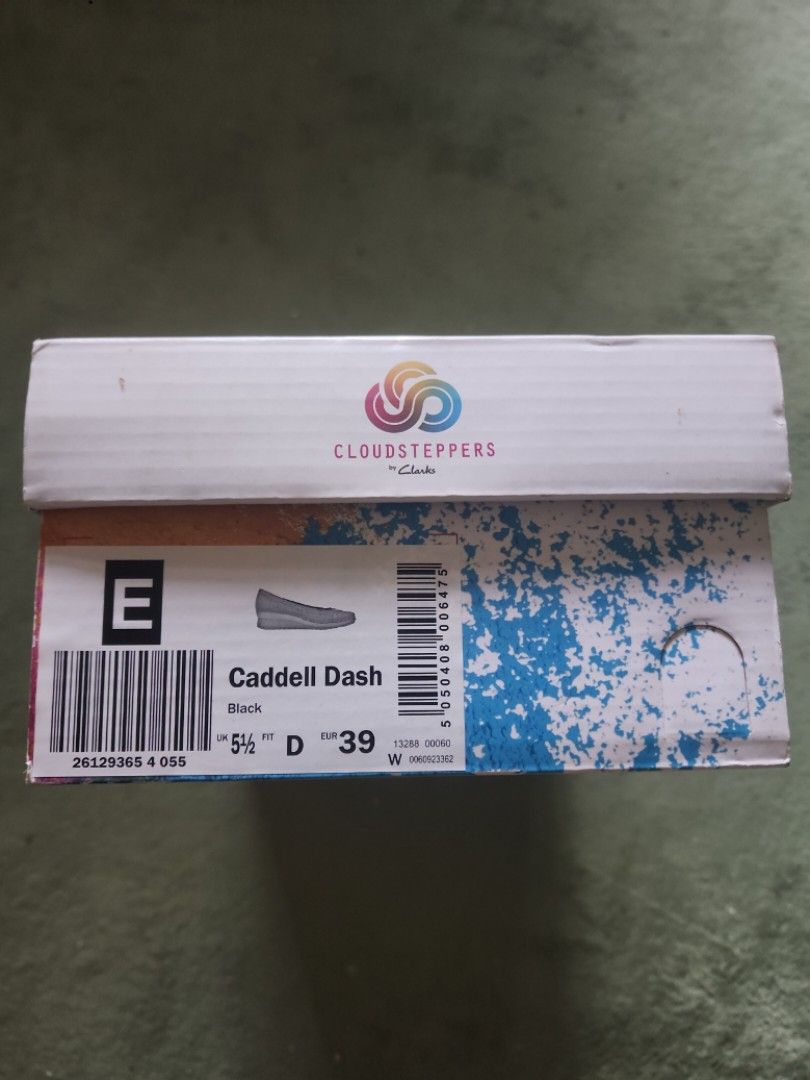 CLOUDSTEPPERS
by Clarks
E
Caddell Dash
Black
UK 5½ FIT D EUR 39
26129365 4 055
5 050408 006475
13288 00060
W 0060923362